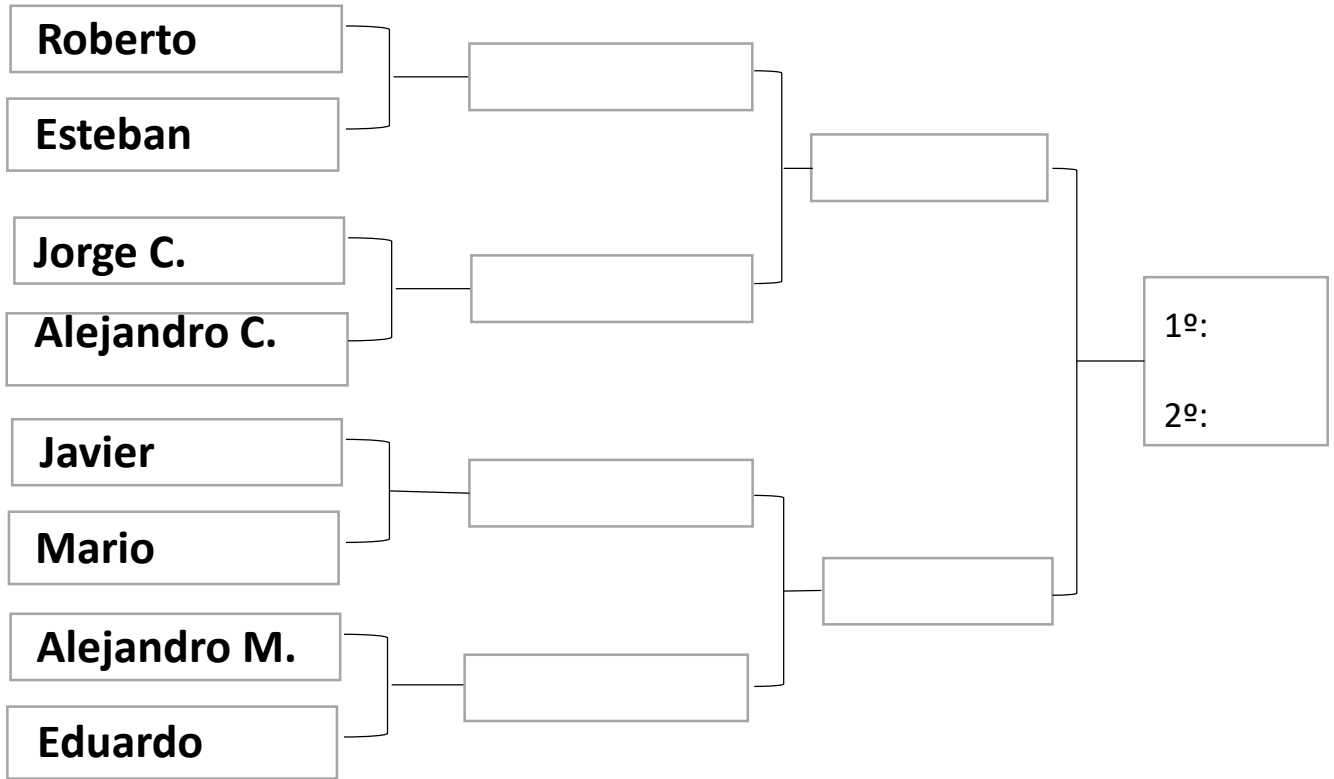 Roberto
Esteban
Jorge C.
Alejandro C.
Javier
Mario
Alejandro M.
Eduardo
1º:
2º: